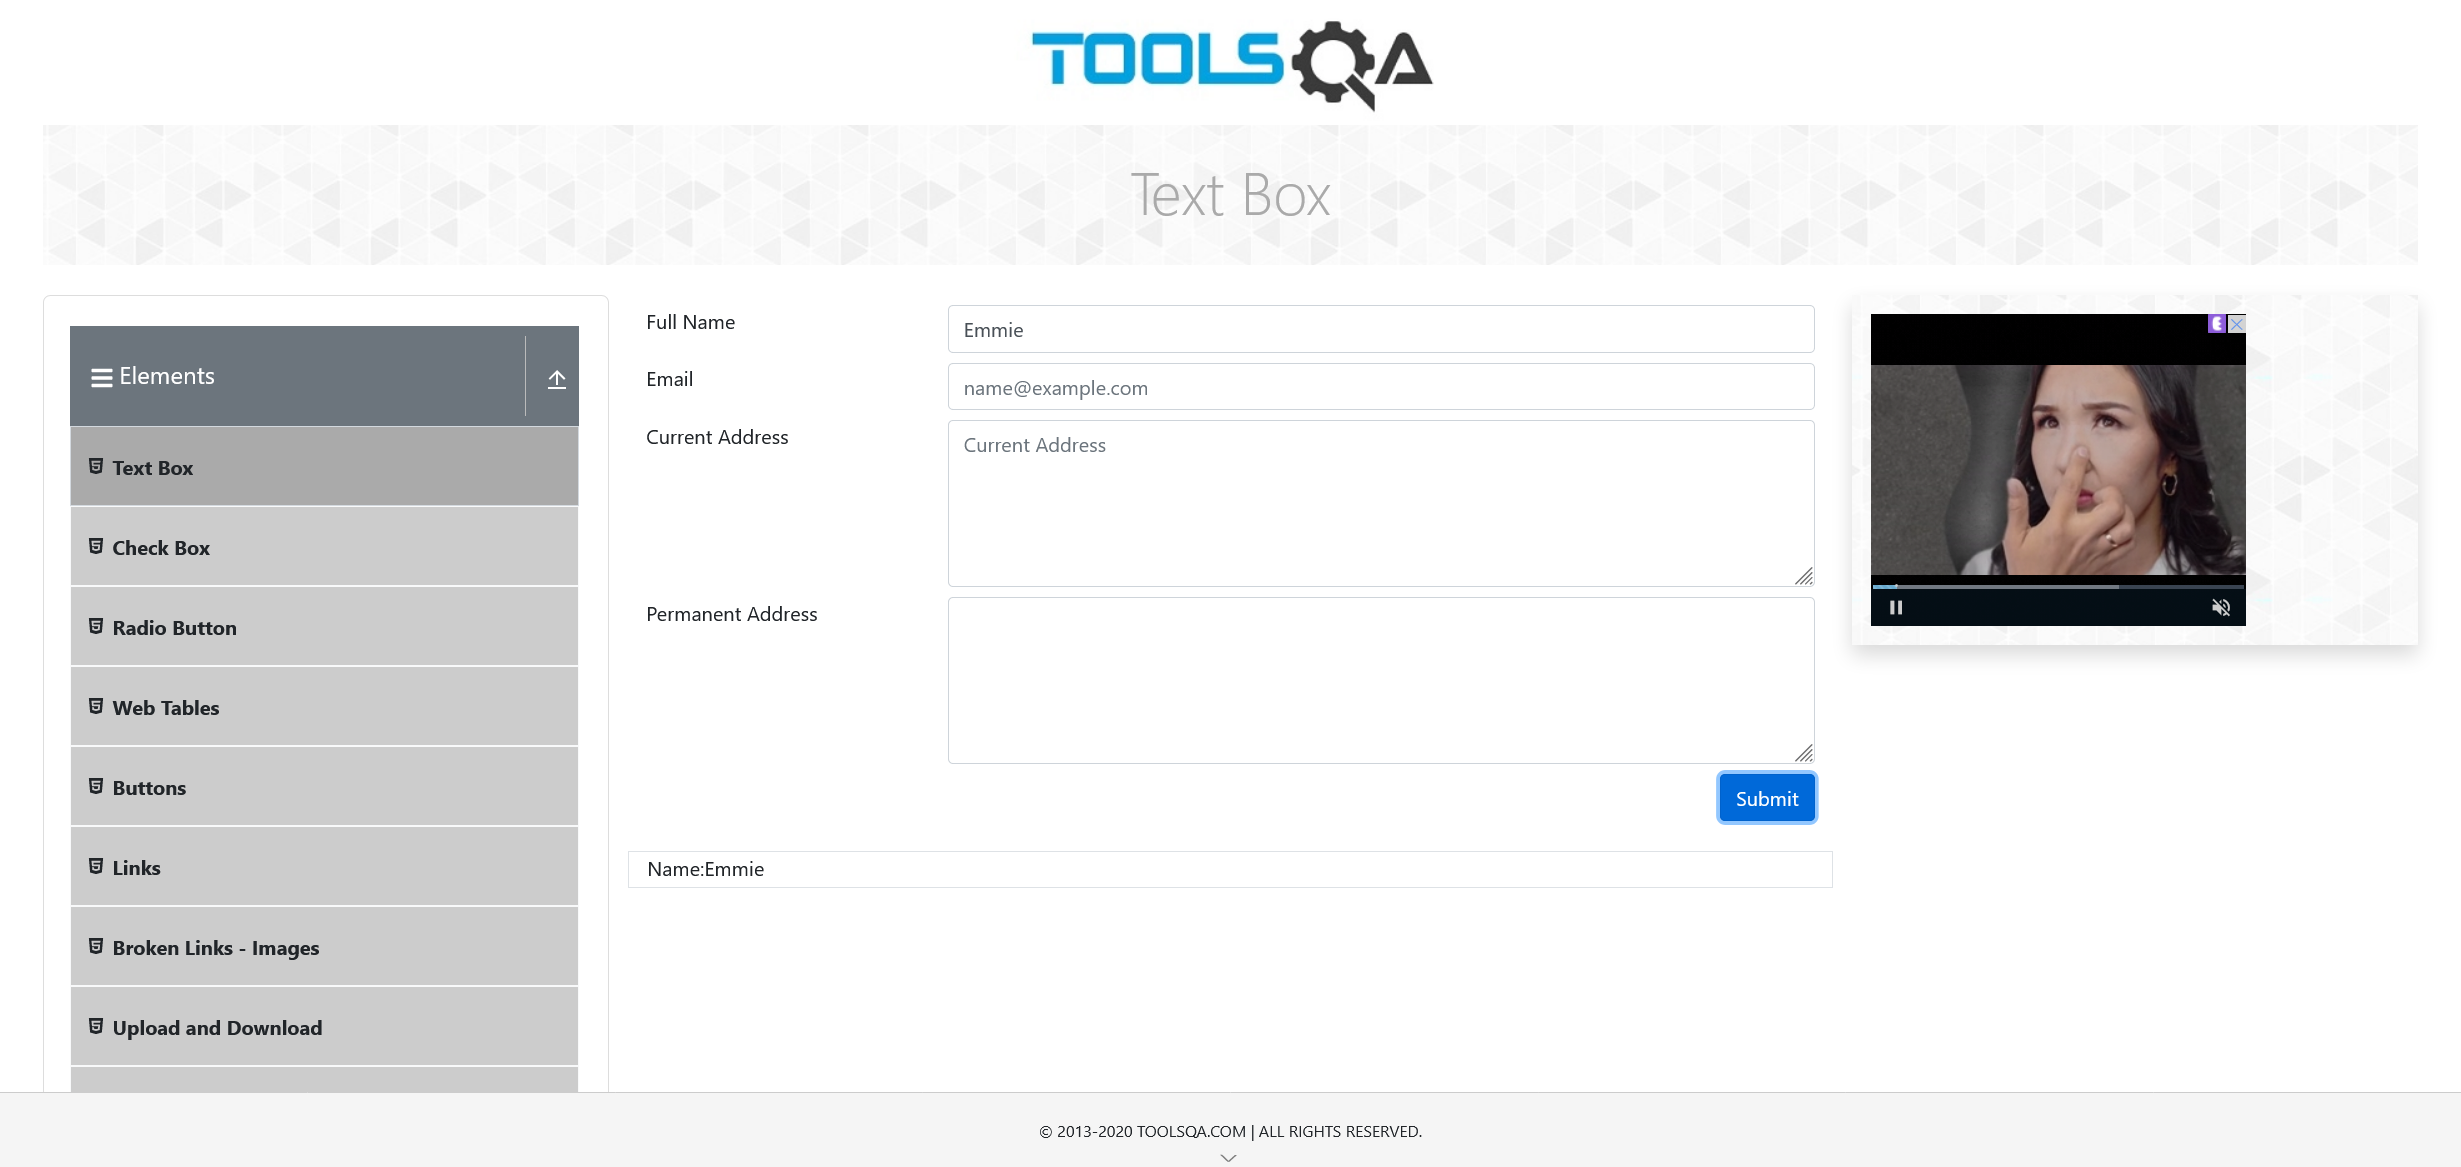 TOOLSQA
Text Box
Elements
Text Box
Check Box
Radio Button
Web Tables
Buttons
Links
Broken Links - Images
Upload and Download
Full Name
Emmie
Email
name@example.com
Current Address
Current Address
Permanent Address
Submit
Name:Emmie
© 2013-2020 TOOLSQA.COM | ALL RIGHTS RESERVED.